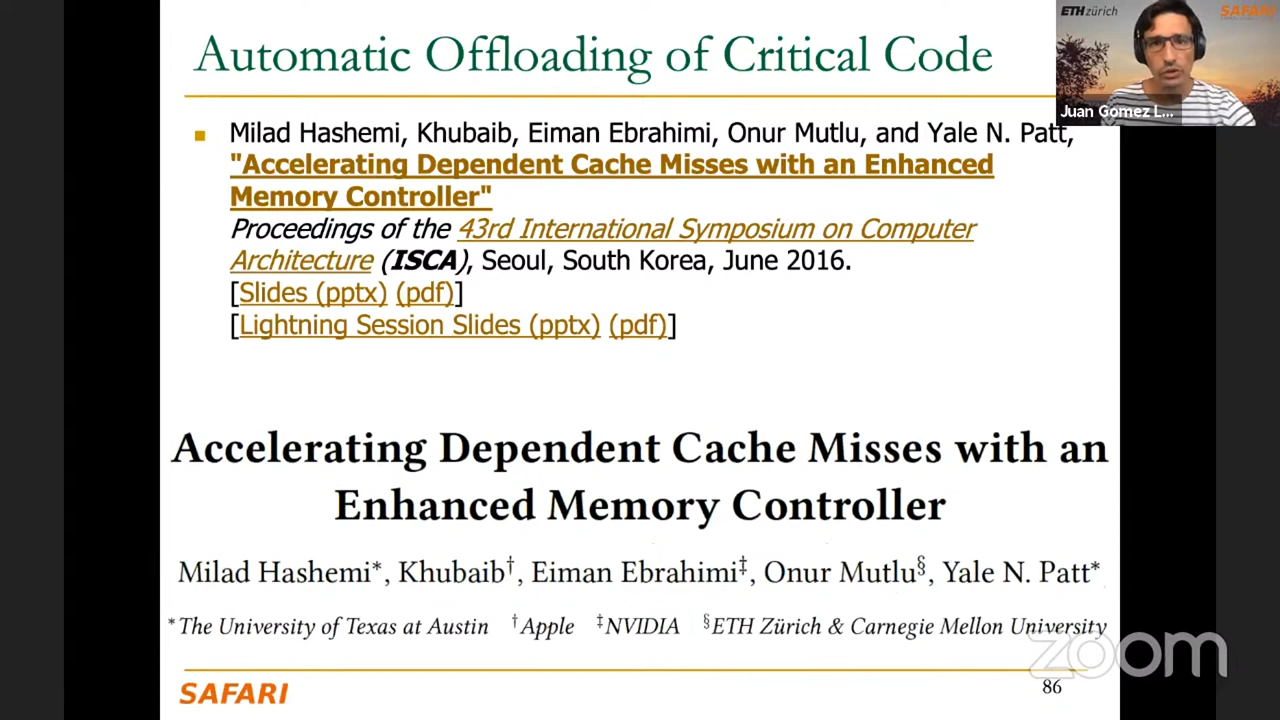 Automatic Offloading of Critical Code
ETH zürich
SAFARI
Juan Gomez L...
Milad Hashemi, Khubaib, Eiman Ebrahimi, Onur Mutlu, and Yale N. Patt,
"Accelerating Dependent Cache Misses with an Enhanced
Memory Controller"
Proceedings of the 43rd International Symposium on Computer
Architecture (ISCA), Seoul, South Korea, June 2016.
[Slides (pptx) (pdf)]
[Lightning Session Slides (pptx) (pdf)]
Accelerating Dependent Cache Misses with an
Enhanced Memory Controller
Milad Hashemi*, Khubaib†, Eiman Ebrahimi‡, Onur Mutlu§, Yale N. Patt*
*The University of Texas at Austin †Apple ‡NVIDIA §ETH Zürich & Carnegie Mellon University
zoom
SAFARI
86